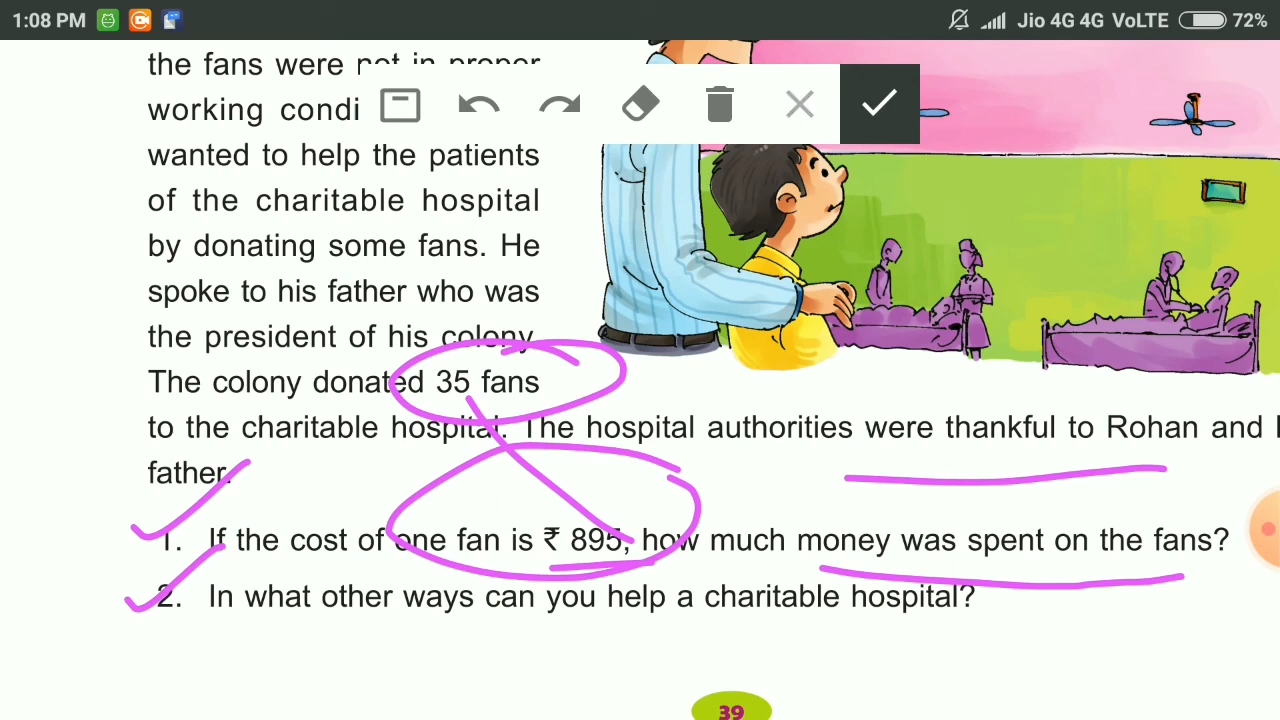 1:08 PM
Jio 4G 4G VoLTE 72%
the fans were not in proper
working condi
wanted to help the patients
of the charitable hospital
by donating some fans. He
spoke to his father who was
the president of his colony.
The colony donated 35 fans
to the charitable hospital. The hospital authorities were thankful to Rohan and
father.
1. If the cost of one fan is ₹ 895, how much money was spent on the fans?
2. In what other ways can you help a charitable hospital?
39